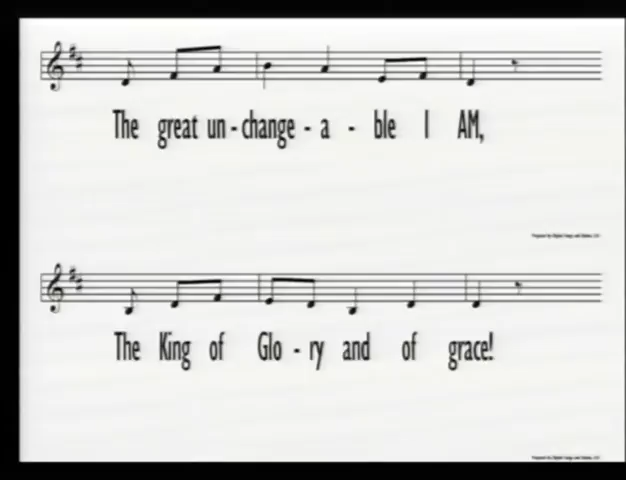 The great un - change - a - ble I AM,
The King of Glo - ry and of grace!